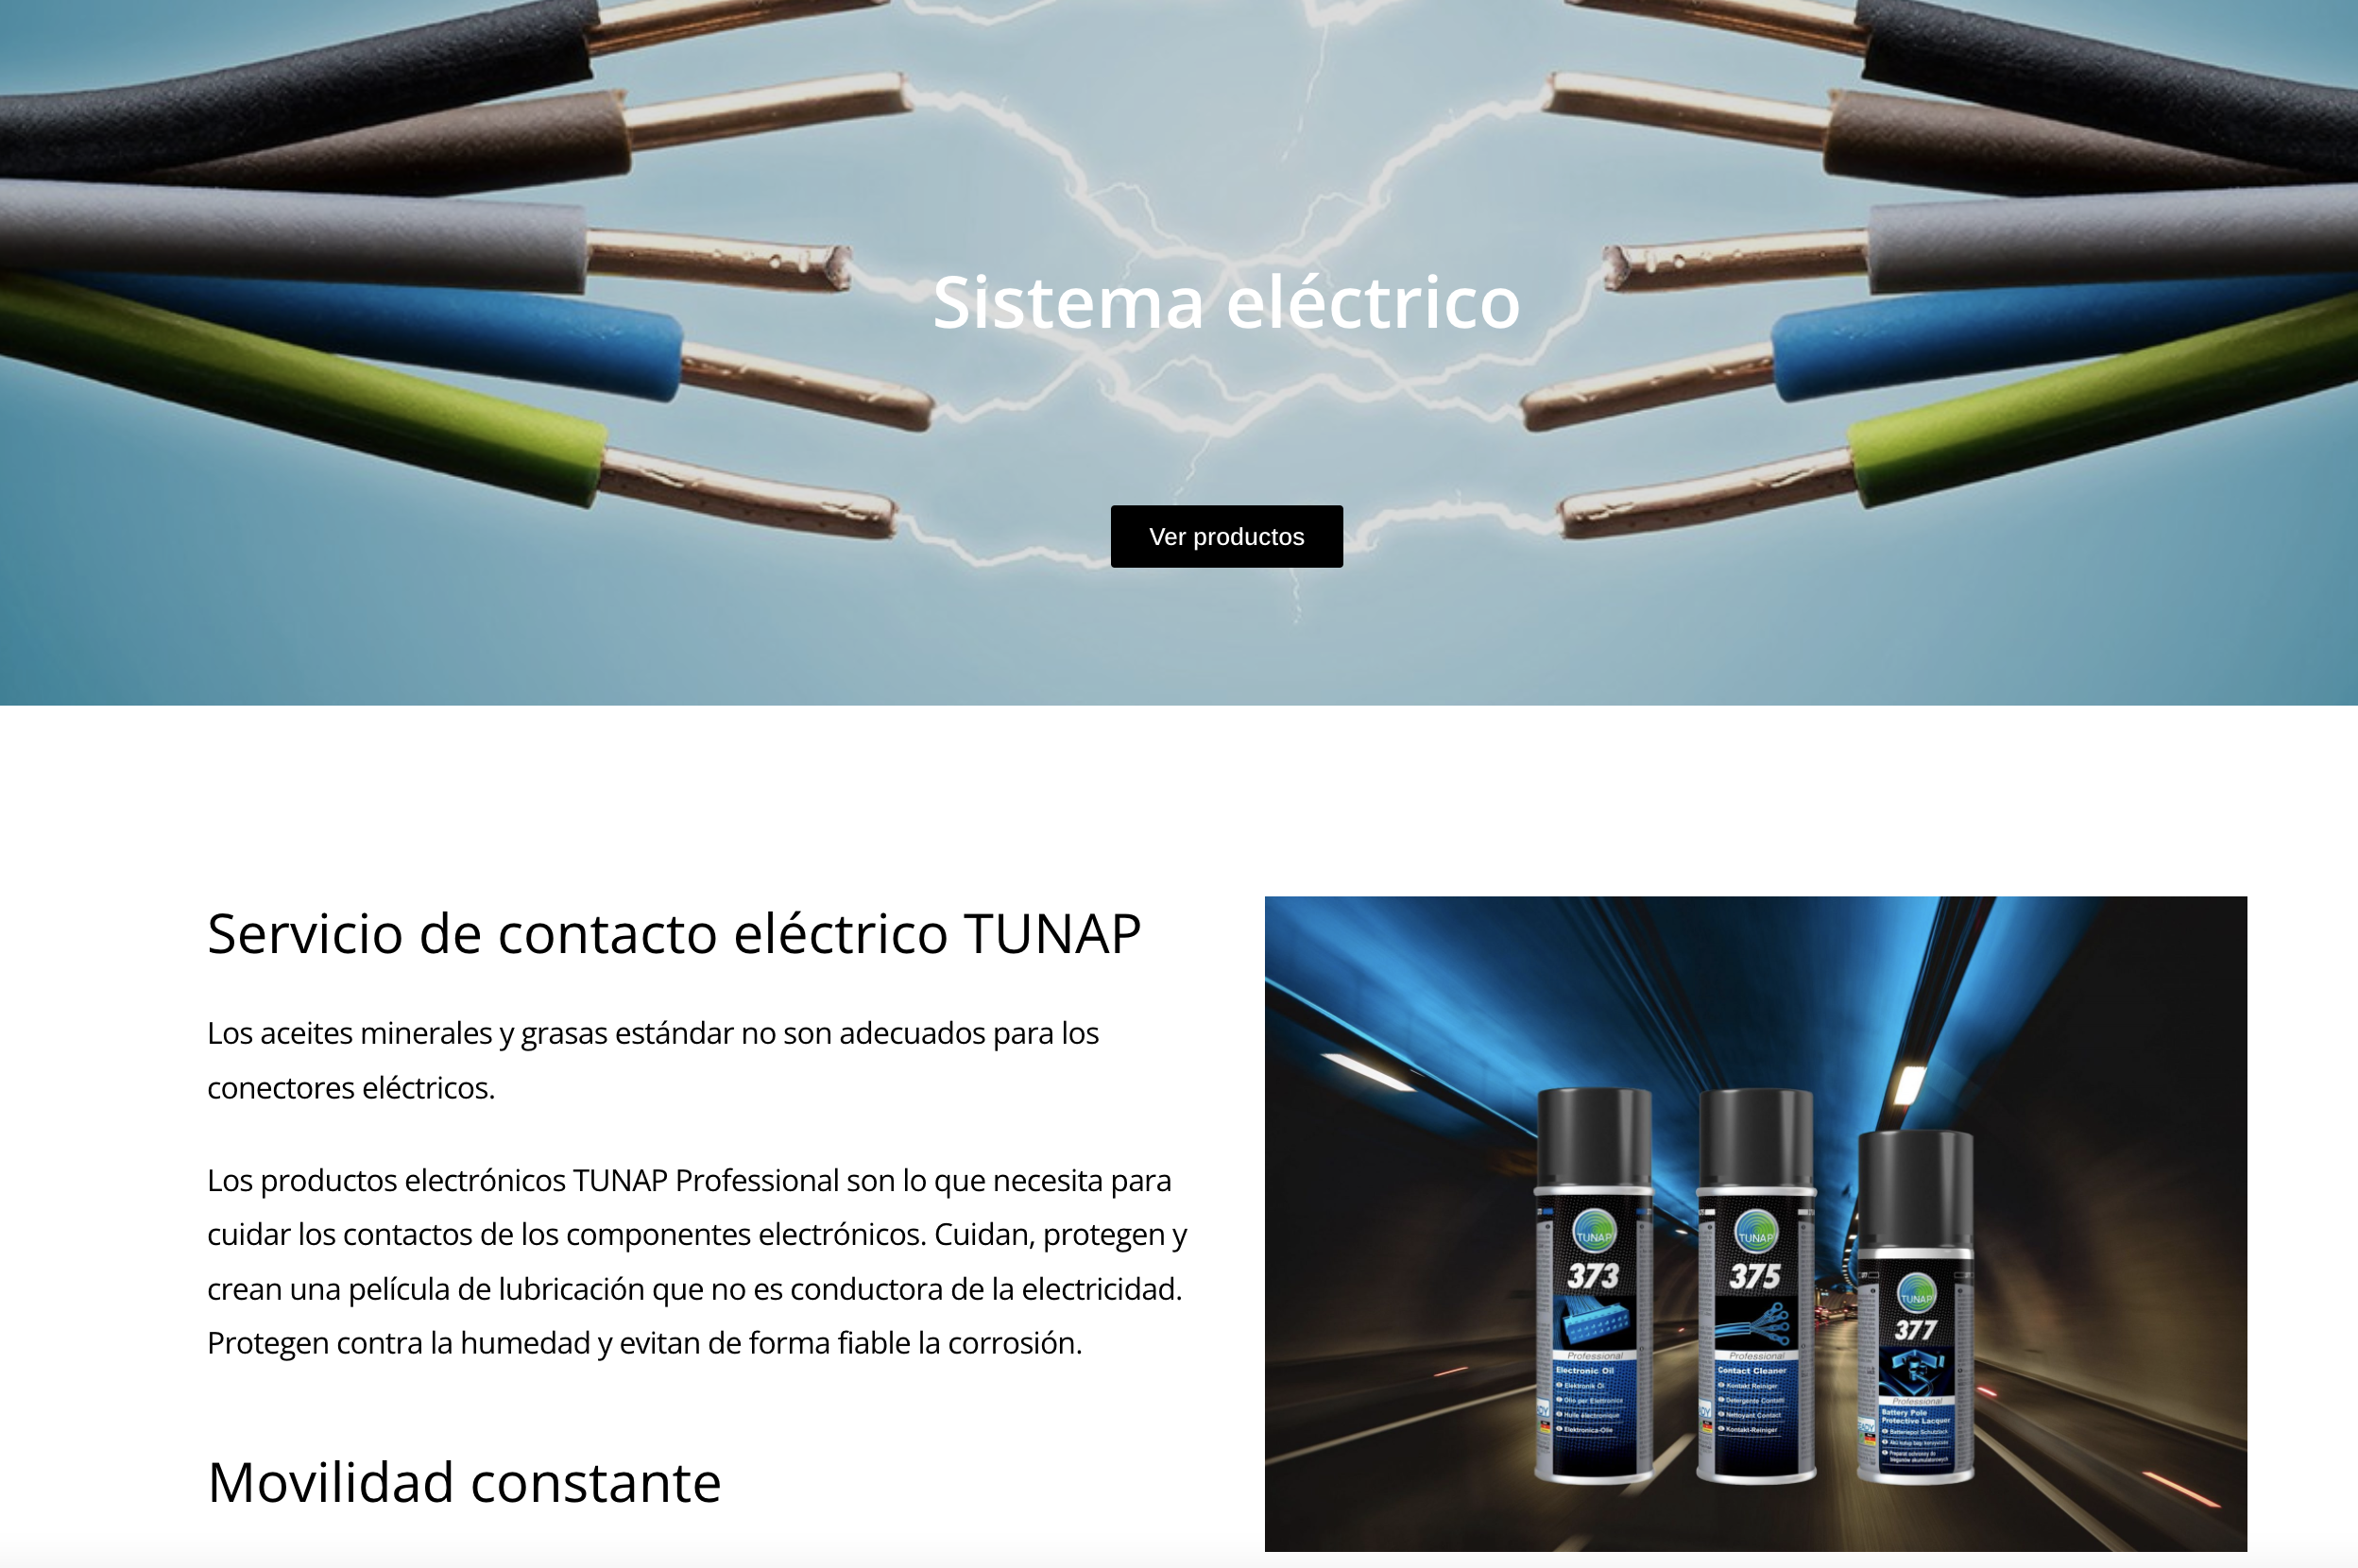 Sistema eléctrico
Ver productos
Servicio de contacto eléctrico TUNAP
Los aceites minerales y grasas estándar no son adecuados para los
conectores eléctricos.
Los productos electrónicos TUNAP Professional son lo que necesita para
cuidar los contactos de los componentes electrónicos. Cuidan, protegen y
crean una película de lubricación que no es conductora de la electricidad.
Protegen contra la humedad y evitan de forma fiable la corrosión.
Movilidad constante
TUNAP
373
Professional
Electronic Oil
Elektronik Öl
Olio per Elettronica
Huile électronique
Elektronica-Olie
TUNAP
375
Professional
Contact Cleaner
Kontakt Reiniger
Detergente Contatti
Nettoyant Contact
Kontakt-Reiniger
TUNAP
377
Professional
Battery Pole
Protective Lacquer
Batteriepol Schutzlack